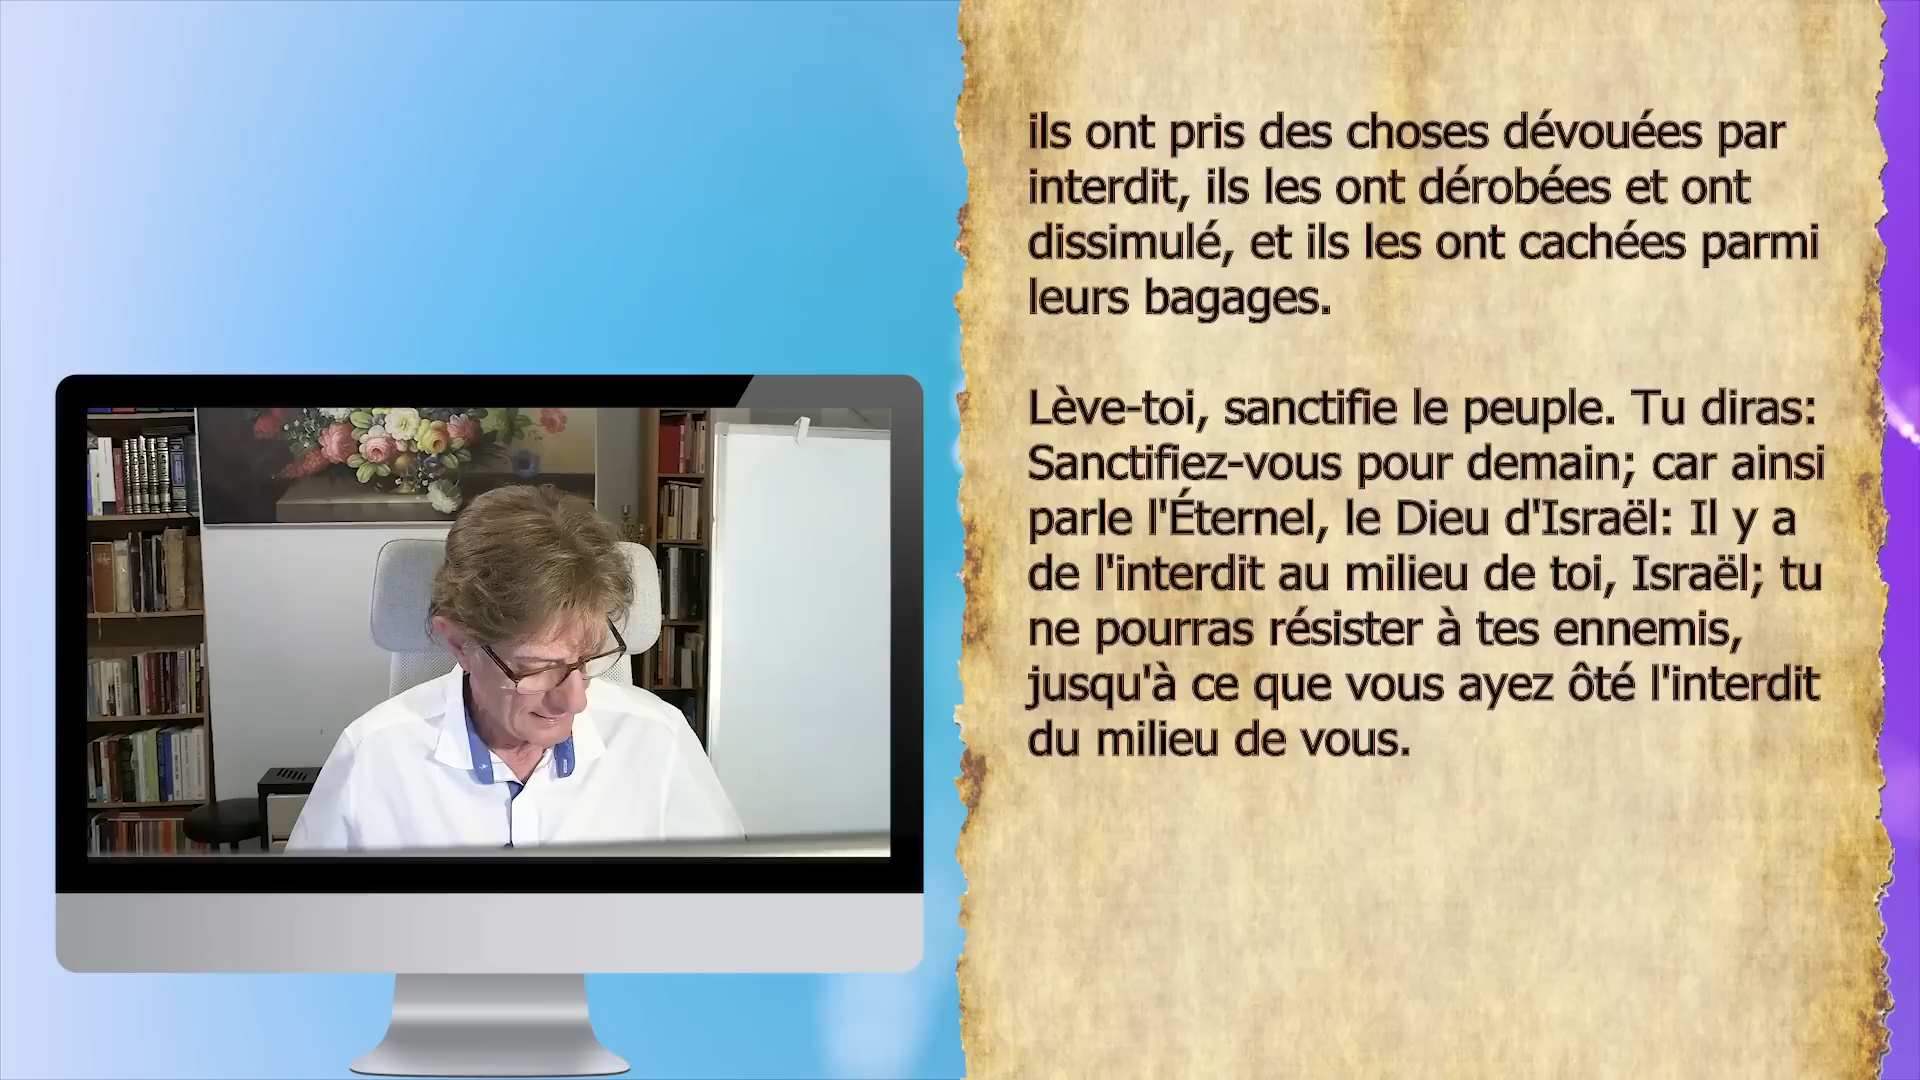 ils ont pris des choses dévouées par
interdit, ils les ont dérobées et ont
dissimulé, et ils les ont cachées parmi
leurs bagages.
Lève-toi, sanctifie le peuple. Tu diras:
Sanctifiez-vous pour demain; car ainsi
parle l'Éternel, le Dieu d'Israël: Il y a
de l'interdit au milieu de toi, Israël; tu
ne pourras résister à tes ennemis,
jusqu'à ce que vous ayez ôté l'interdit
du milieu de vous.